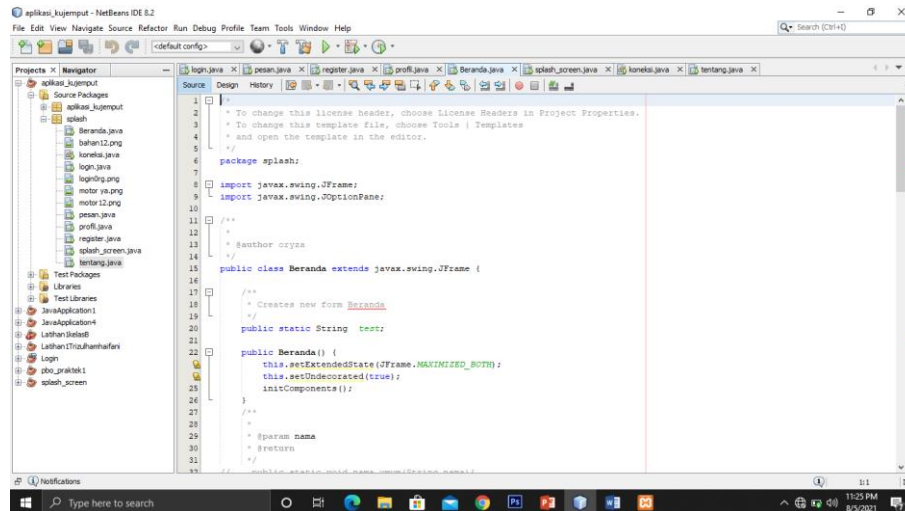 aplikasi_kujemput - NetBeans IDE 8.2
File Edit View Navigate Source Refactor Run Debug Profile Team Tools Window Help
Search (Ctrl+I)
<default config>
Projects × Navigator
login.java × pesan.java × register.java × profil.java × Beranda.java × splash_screen.java × koneksi.java × tentang.java ×
Source Design History
aplikasi_kujemput
Source Packages
aplikasi_kujemput
splash
Beranda.java
bahan12.png
koneksi.java
login.java
login0rg.png
motor ya.png
motor12.png
pesan.java
profil.java
register.java
splash_screen.java
tentang.java
Test Packages
Libraries
Test Libraries
JavaApplication1
JavaApplication4
Latihan1kelasB
Latihan1Trizulhamhaifani
Login
pbo_praktek1
splash_screen
1 /*
2 * To change this license header, choose License Headers in Project Properties.
3 * To change this template file, choose Tools | Templates
4 * and open the template in the editor.
5 */
6 package splash;
7
8 import javax.swing.JFrame;
9 import javax.swing.JOptionPane;
10
11 /**
12 *
13 * @author cryza
14 */
15 public class Beranda extends javax.swing.JFrame {
16
17 /**
18 * Creates new form Beranda
19 */
20 public static String test;
21
22 public Beranda() {
this.setExtendedState(JFrame.MAXIMIZED_BOTH);
this.setUndecorated(true);
25 initComponents();
26 }
27 /**
28 *
29 * @param nama
30 * @return
31 */
Notifications
1
1:1
Type here to search
11:25 PM
8/5/2021